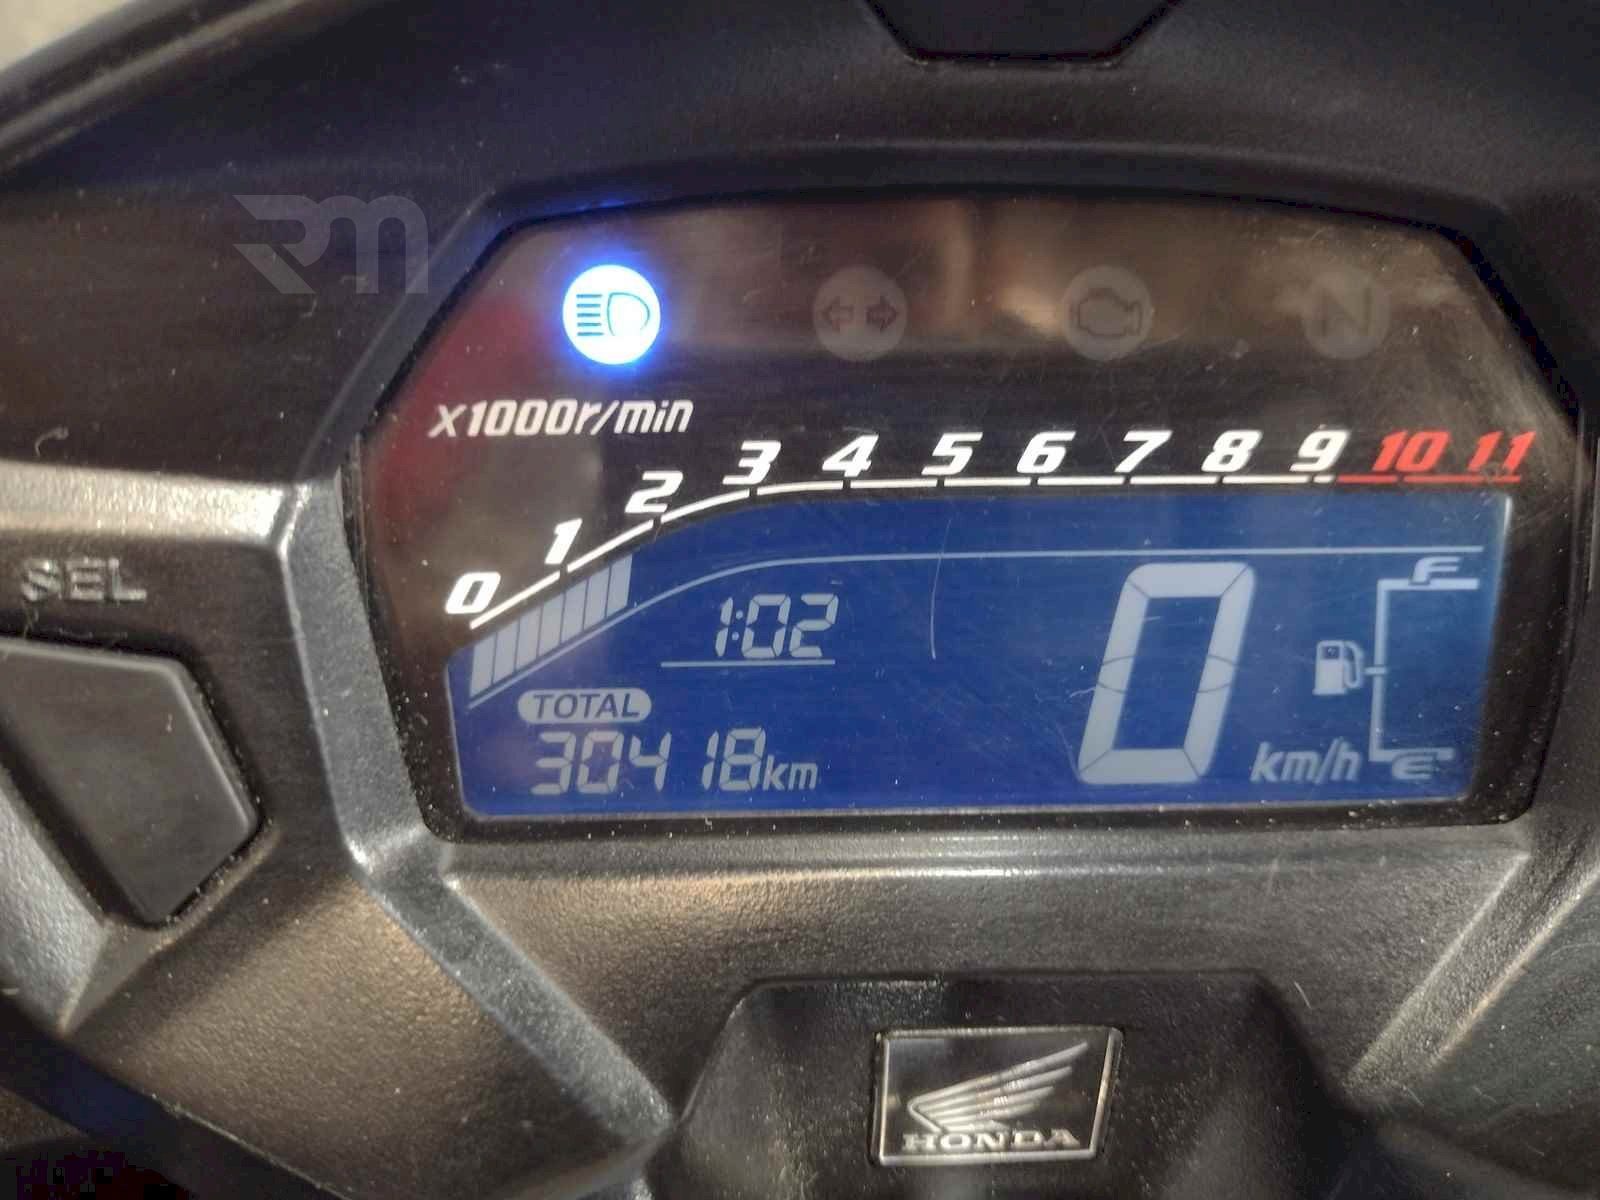 RM
x1000r/min
0 1 2 3 4 5 6 7 8 9 10 11
SEL
1:02
F
TOTAL
30418km
0 km/h
E
N
HONDA